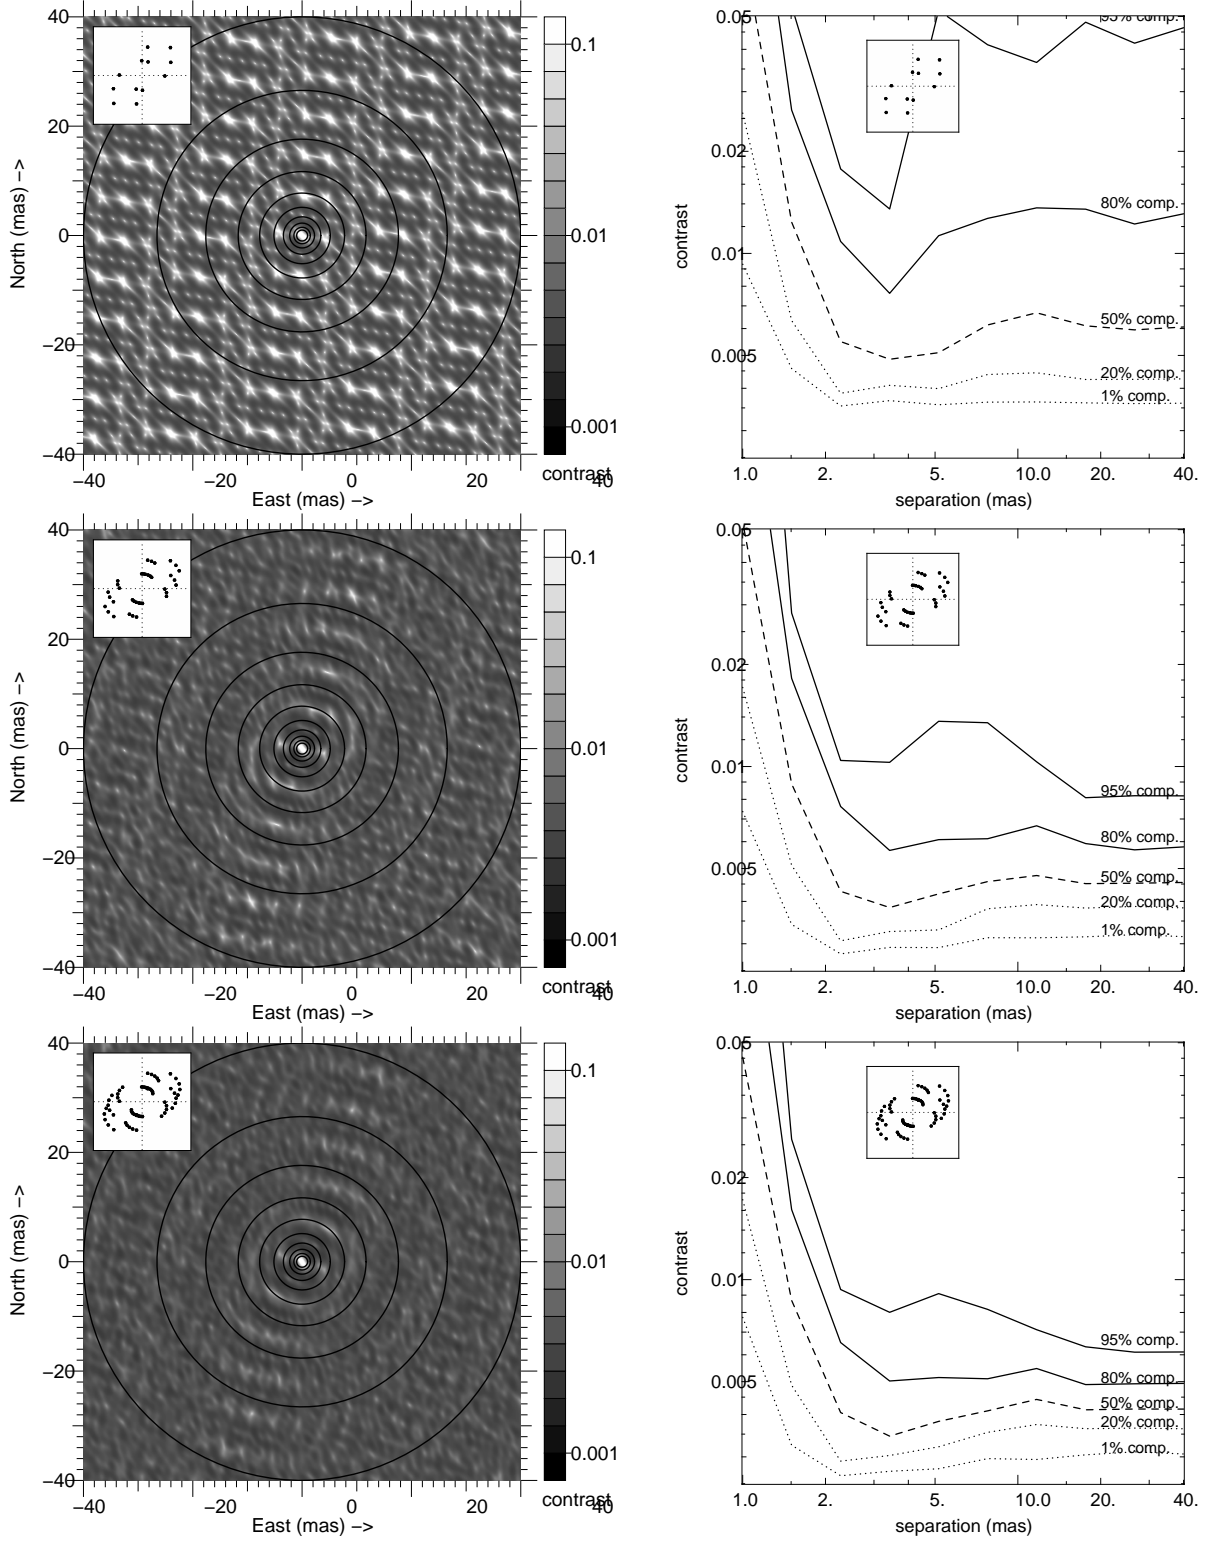 40
20
0
−20
−40
North (mas) −>
−40
−20
0
20
40
East (mas) −>
0.1
0.01
0.001
contrast
0.05
0.02
0.01
0.005
contrast
95% comp.
80% comp.
50% comp.
20% comp.
1% comp.
1.0
2.
5.
10.0
20.
40.
separation (mas)
40
20
0
−20
−40
North (mas) −>
−40
−20
0
20
40
East (mas) −>
0.1
0.01
0.001
contrast
0.05
0.02
0.01
0.005
contrast
95% comp.
80% comp.
50% comp.
20% comp.
1% comp.
1.0
2.
5.
10.0
20.
40.
separation (mas)
40
20
0
−20
−40
North (mas) −>
−40
−20
0
20
40
East (mas) −>
0.1
0.01
0.001
contrast
0.05
0.02
0.01
0.005
contrast
95% comp.
80% comp.
50% comp.
20% comp.
1% comp.
1.0
2.
5.
10.0
20.
40.
separation (mas)